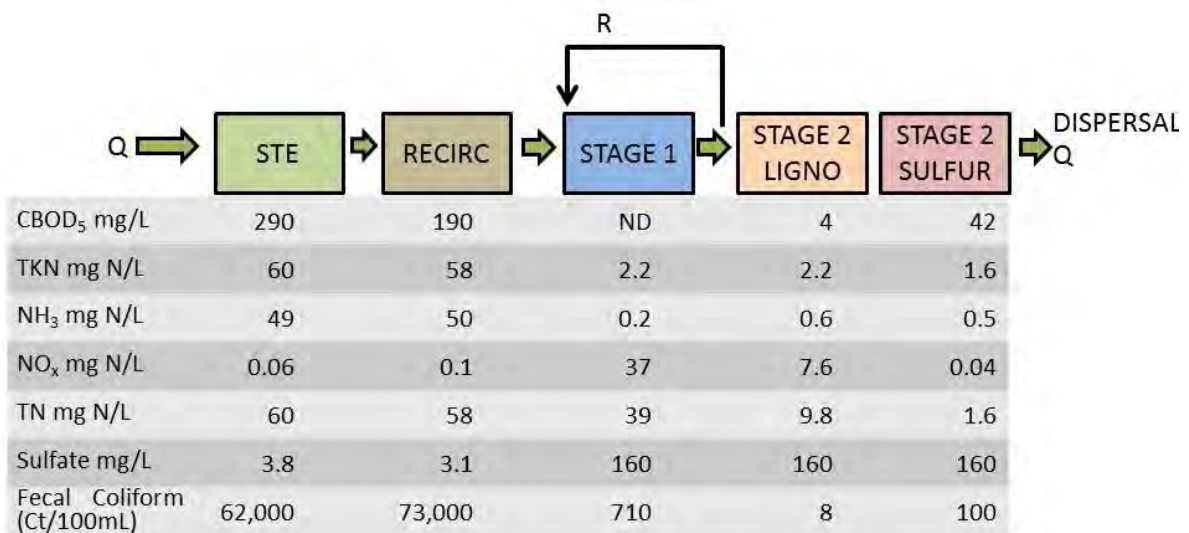 R
Q
STE
RECIRC
STAGE 1
STAGE 2
LIGNO
STAGE 2
SULFUR
DISPERSAL
Q
CBOD₅ mg/L 290 190 ND 4 42
TKN mg N/L 60 58 2.2 2.2 1.6
NH₃ mg N/L 49 50 0.2 0.6 0.5
NOₓ mg N/L 0.06 0.1 37 7.6 0.04
TN mg N/L 60 58 39 9.8 1.6
Sulfate mg/L 3.8 3.1 160 160 160
Fecal Coliform
(Ct/100mL) 62,000 73,000 710 8 100